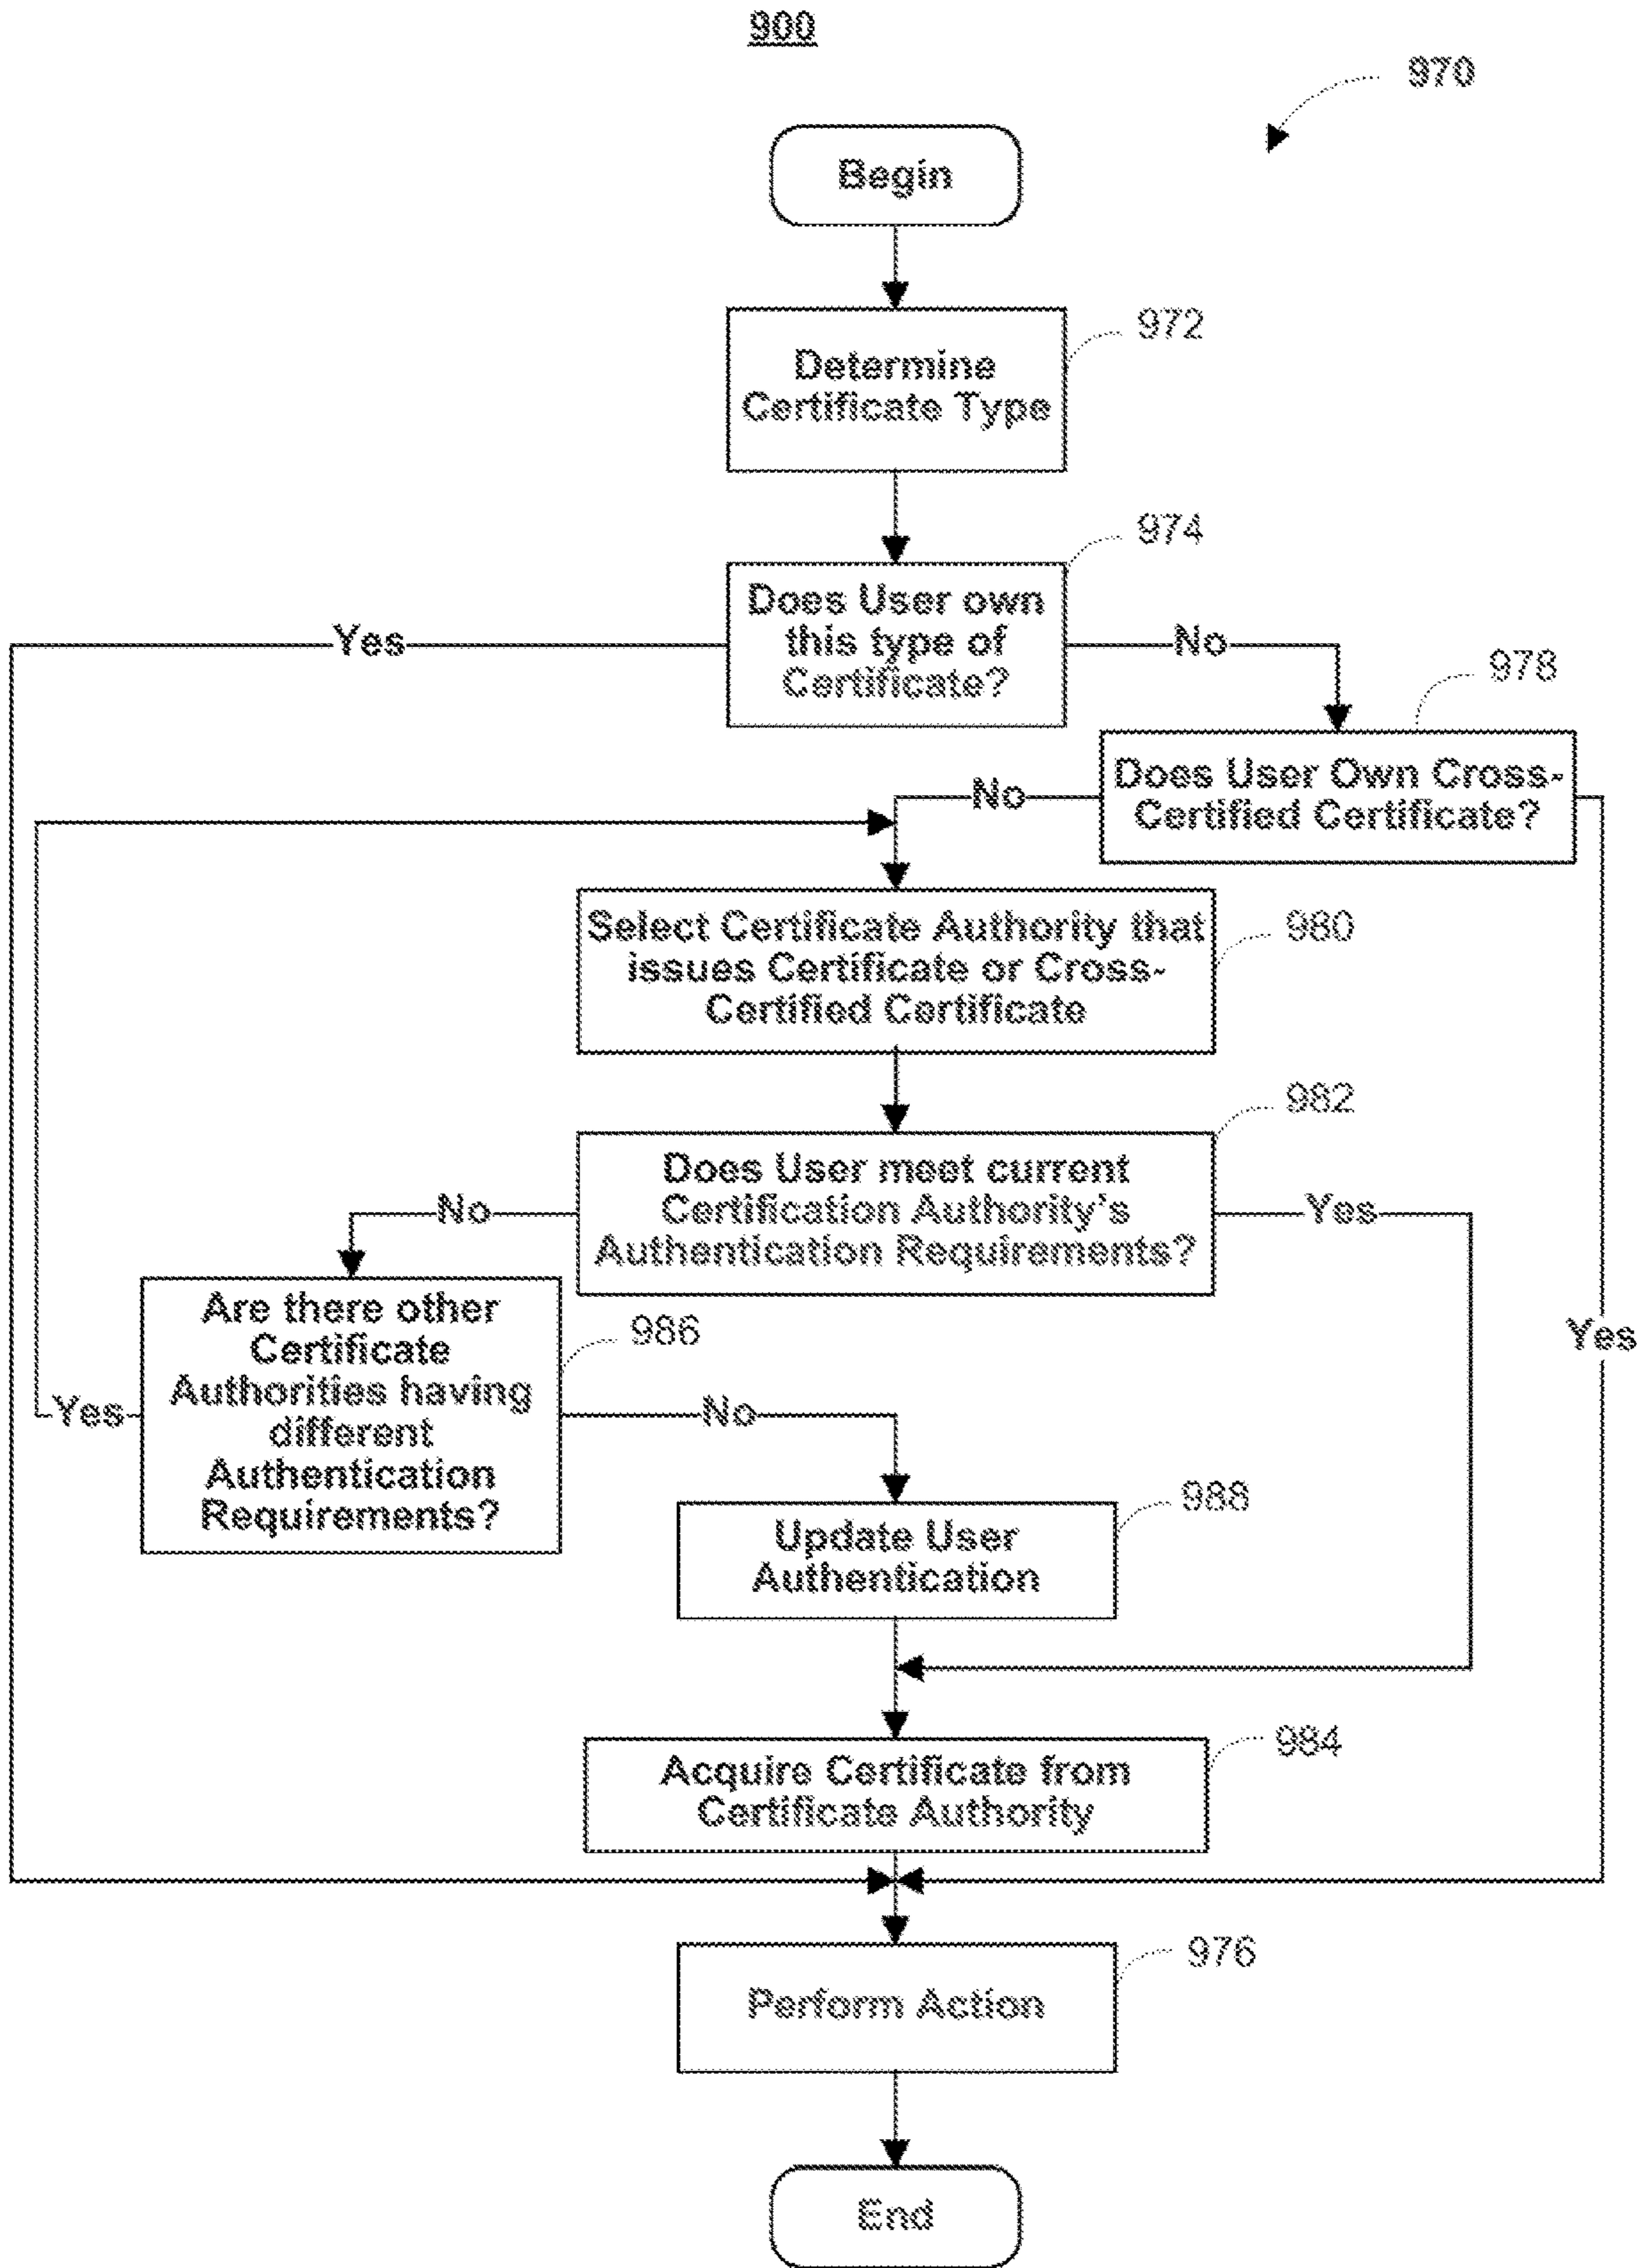 900
970
Begin
972
Determine
Certificate Type
974
Does User own
this type of
Certificate?
Yes
No
978
Does User Own Cross-
Certified Certificate?
No
Select Certificate Authority that
issues Certificate or Cross-
Certified Certificate
980
982
Does User meet current
Certification Authority's
Authentication Requirements?
No
Yes
Are there other
Certificate
Authorities having
different
Authentication
Requirements?
986
Yes
Yes
No
988
Update User
Authentication
984
Acquire Certificate from
Certificate Authority
976
Perform Action
End